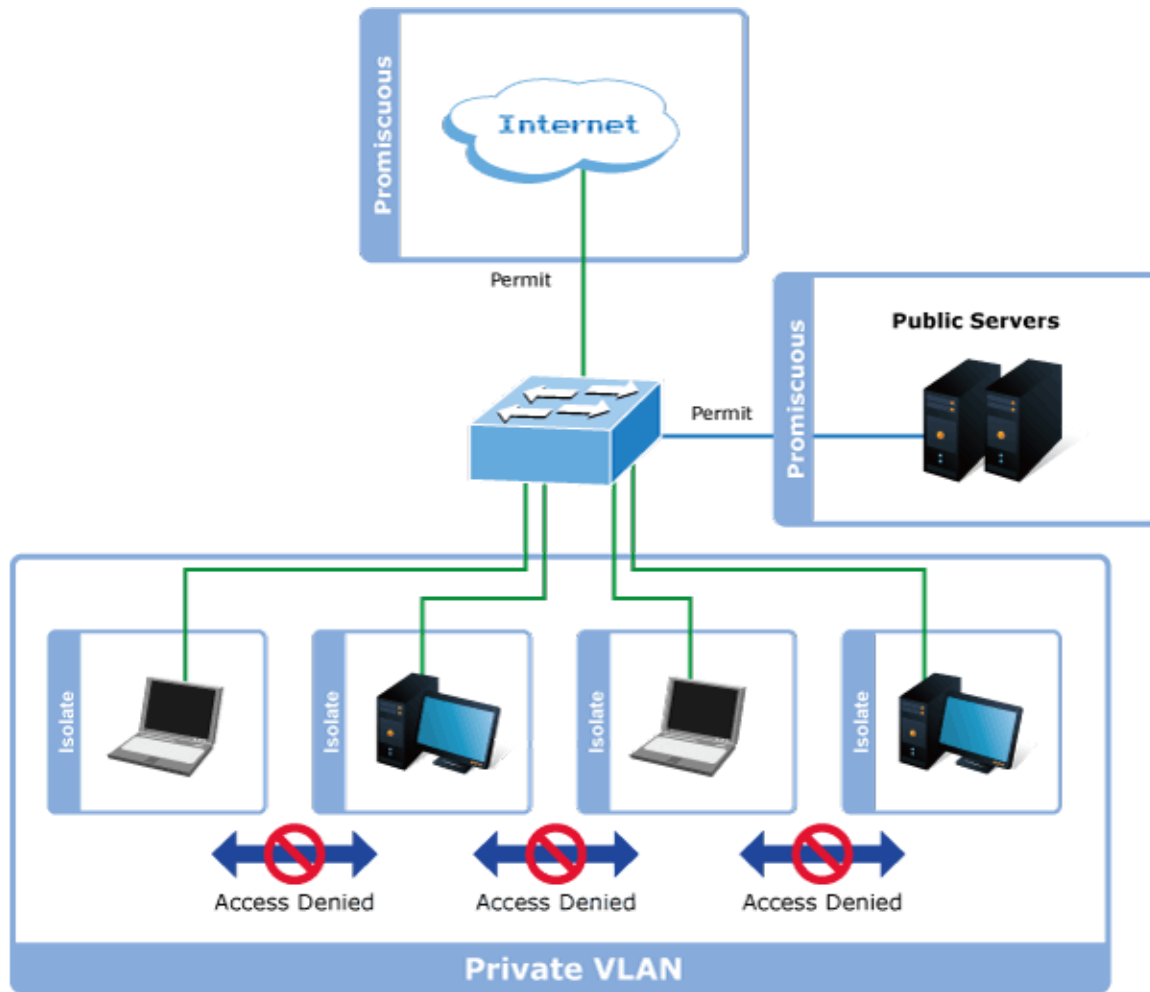 Promiscuous
Internet
Permit
Promiscuous
Public Servers
Permit
Isolate
Isolate
Isolate
Isolate
Access Denied
Access Denied
Access Denied
Private VLAN